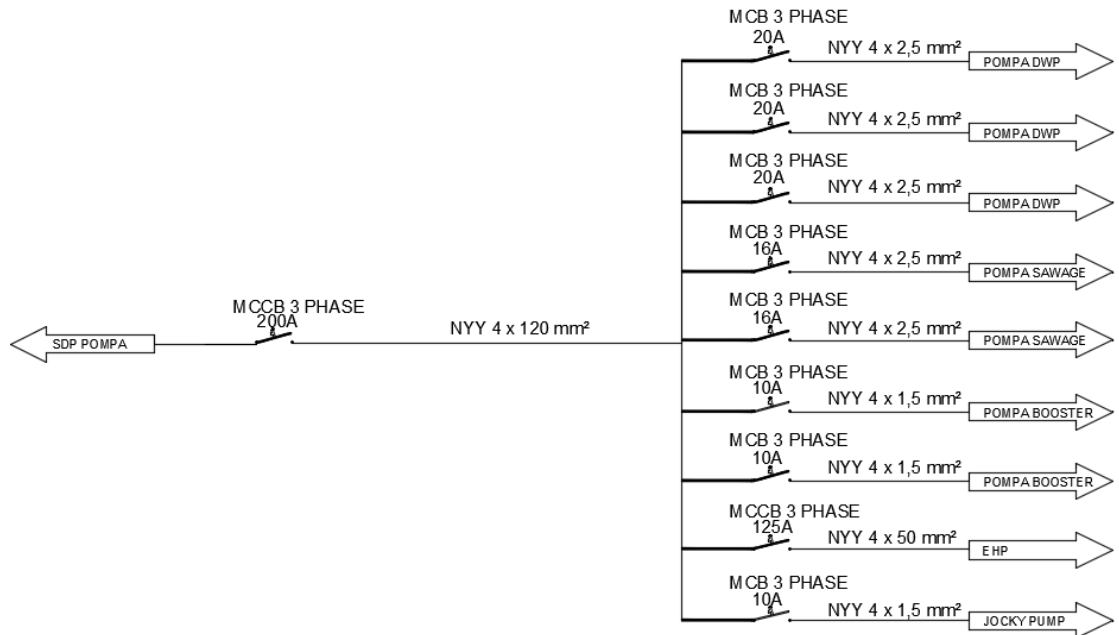 MCB 3 PHASE
20A
NYY 4 x 2,5 mm²
POMPA DWP
MCB 3 PHASE
20A
NYY 4 x 2,5 mm²
POMPA DWP
MCB 3 PHASE
20A
NYY 4 x 2,5 mm²
POMPA DWP
MCB 3 PHASE
16A
NYY 4 x 2,5 mm²
POMPA SAWAGE
MCCB 3 PHASE
200A
NYY 4 x 120 mm²
SDP POMPA
MCB 3 PHASE
16A
NYY 4 x 2,5 mm²
POMPA SAWAGE
MCB 3 PHASE
10A
NYY 4 x 1,5 mm²
POMPA BOOSTER
MCB 3 PHASE
10A
NYY 4 x 1,5 mm²
POMPA BOOSTER
MCCB 3 PHASE
125A
NYY 4 x 50 mm²
EHP
MCB 3 PHASE
10A
NYY 4 x 1,5 mm²
JOCKY PUMP